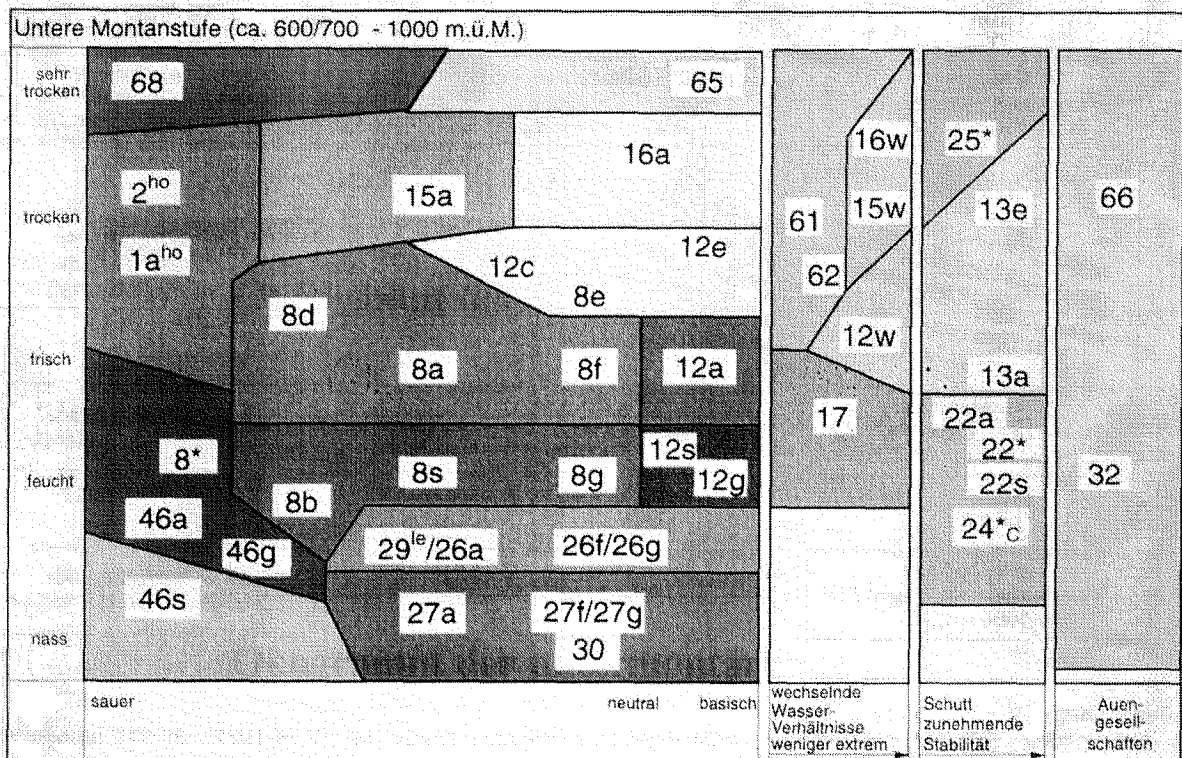 Untere Montanstufe (ca. 600/700 - 1000 m.ü.M.)
sehr
trocken
trocken
frisch
feucht
nass
68
65
2ho
15a
16a
1aho
12c
12e
8e
8d
8a
8f
12a
8*
8s
8g
12s
12g
8b
46a
46g
29le/26a
26f/26g
46s
27a
27f/27g
30
sauer
neutral
basisch
16w
15w
61
62
12w
17
wechselnde
Wasser-
Verhältnisse
weniger extrem
25*
13e
13a
22a
22*
22s
24*C
Schutt
zunehmende
Stabilität
66
32
Auen-
gesell-
schaften